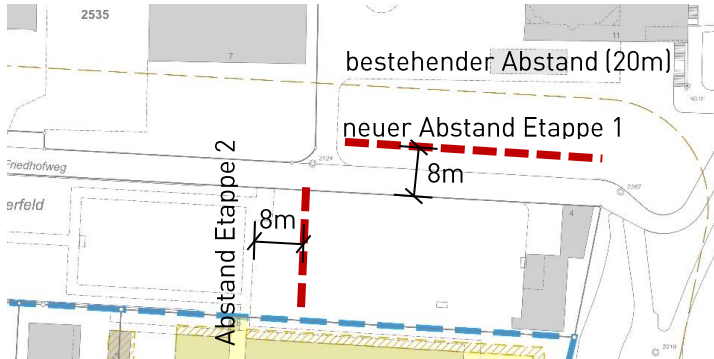 2535
7
11
bestehender Abstand (20m)
neuer Abstand Etappe 1
2124
Friedhofweg
8m
2267
erfeld
Abstand Etappe 2
8m
4
2219